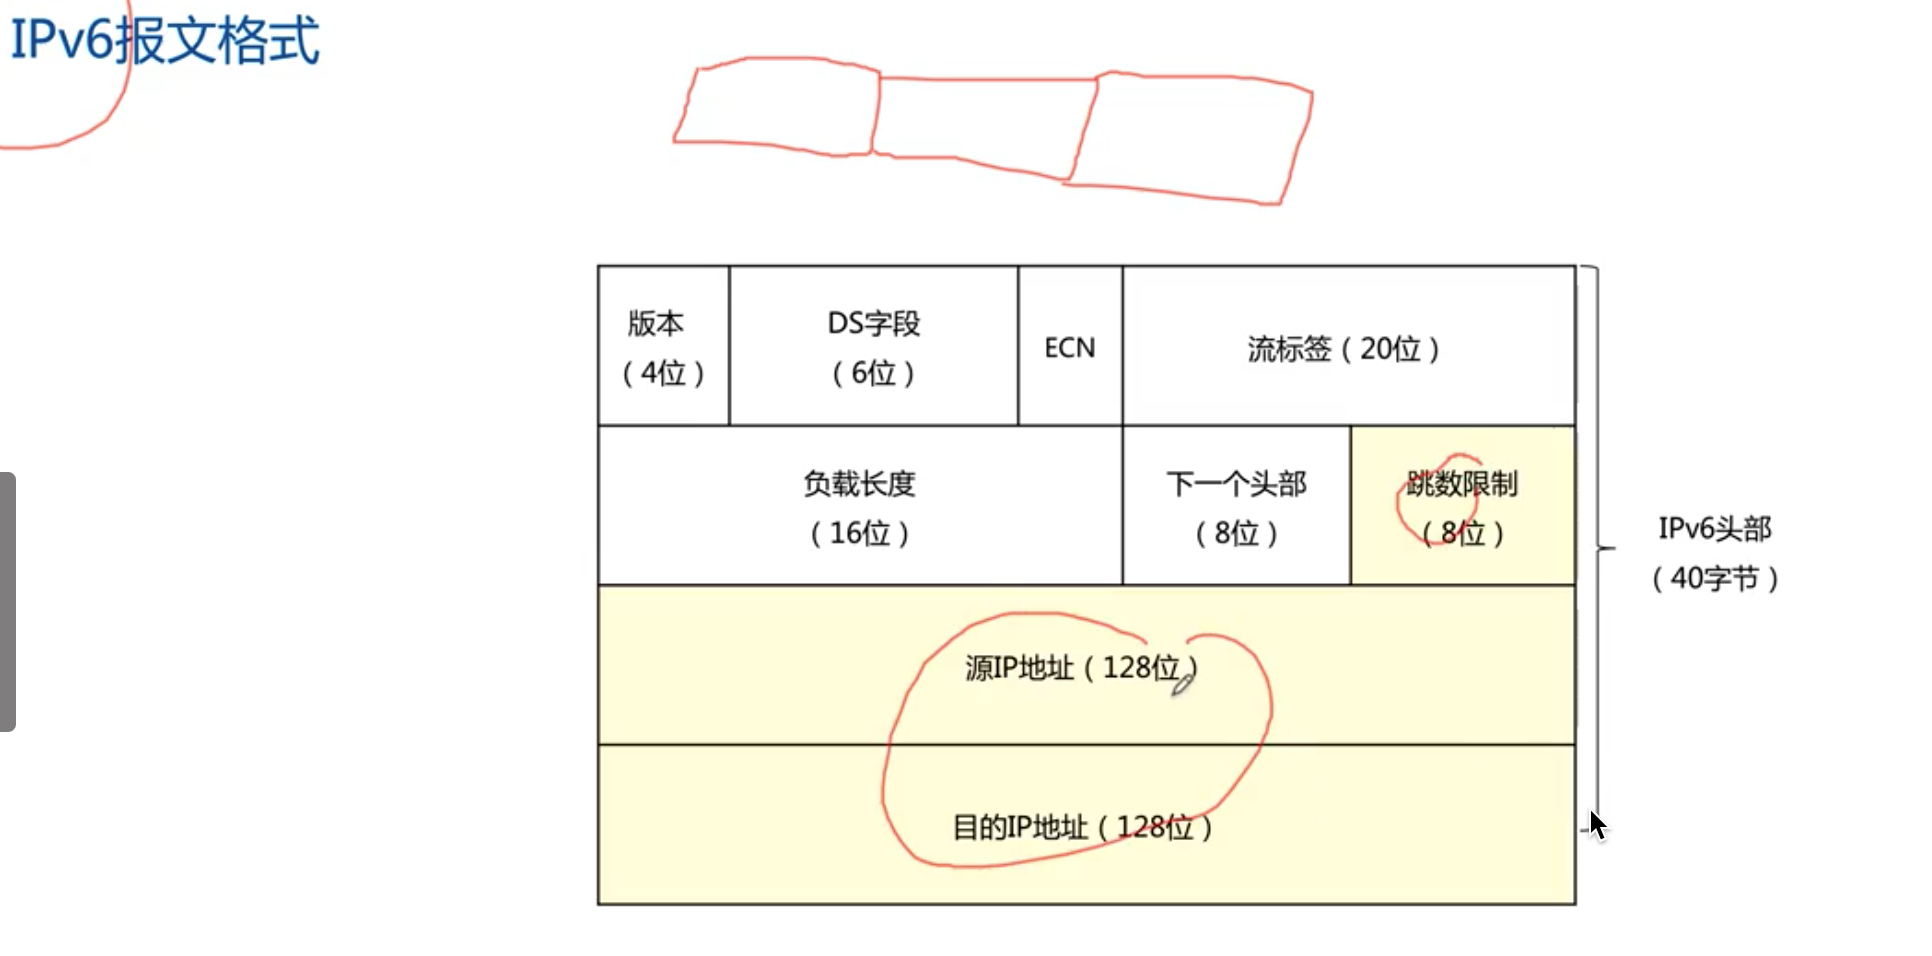 IPv6报文格式
版本
（4位）
DS字段
（6位）
ECN
流标签（20位）
负载长度
（16位）
下一个头部
（8位）
跳数限制
（8位）
IPv6头部
（40字节）
源IP地址（128位）
目的IP地址（128位）